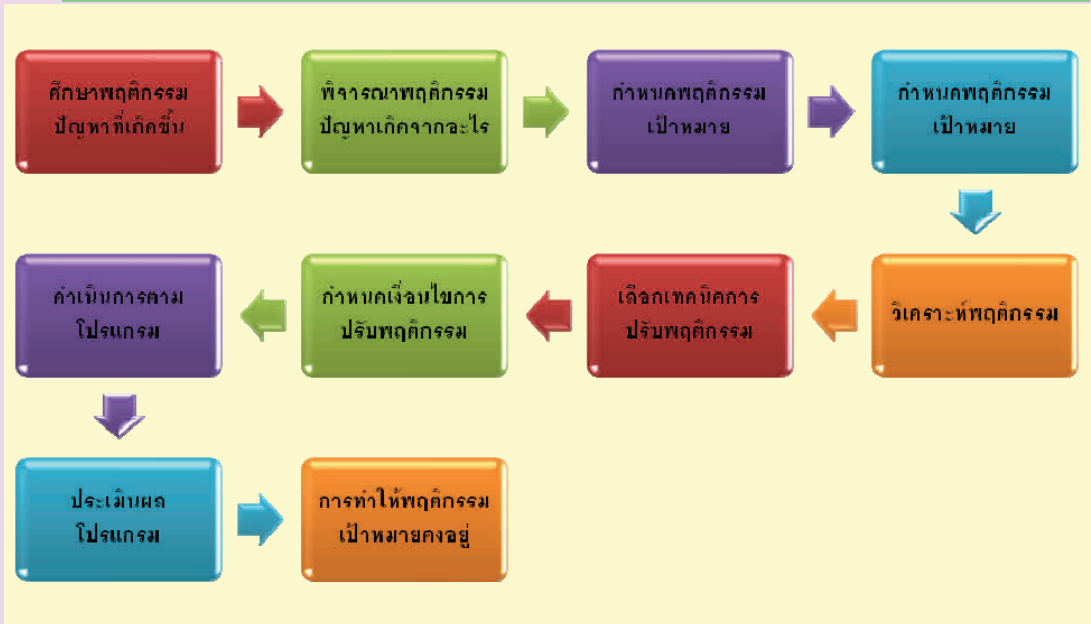 ศึกษาพฤติกรรม
ปัญหาที่เกิดขึ้น
พิจารณาพฤติกรรม
ปัญหาเกิดจากอะไร
กำหนดพฤติกรรม
เป้าหมาย
กำหนดพฤติกรรม
เป้าหมาย
วิเคราะห์พฤติกรรม
เลือกเทคนิคการ
ปรับพฤติกรรม
กำหนดเงื่อนไขการ
ปรับพฤติกรรม
ดำเนินการตาม
โปรแกรม
ประเมินผล
โปรแกรม
การทำให้พฤติกรรม
เป้าหมายคงอยู่